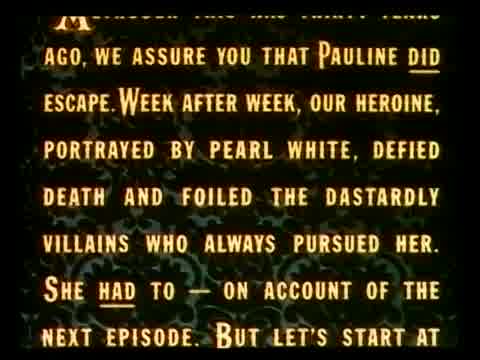 AGO, WE ASSURE YOU THAT PAULINE DID
ESCAPE. WEEK AFTER WEEK, OUR HEROINE,
PORTRAYED BY PEARL WHITE, DEFIED
DEATH AND FOILED THE DASTARDLY
VILLAINS WHO ALWAYS PURSUED HER.
SHE HAD TO — ON ACCOUNT OF THE
NEXT EPISODE. BUT LET'S START AT